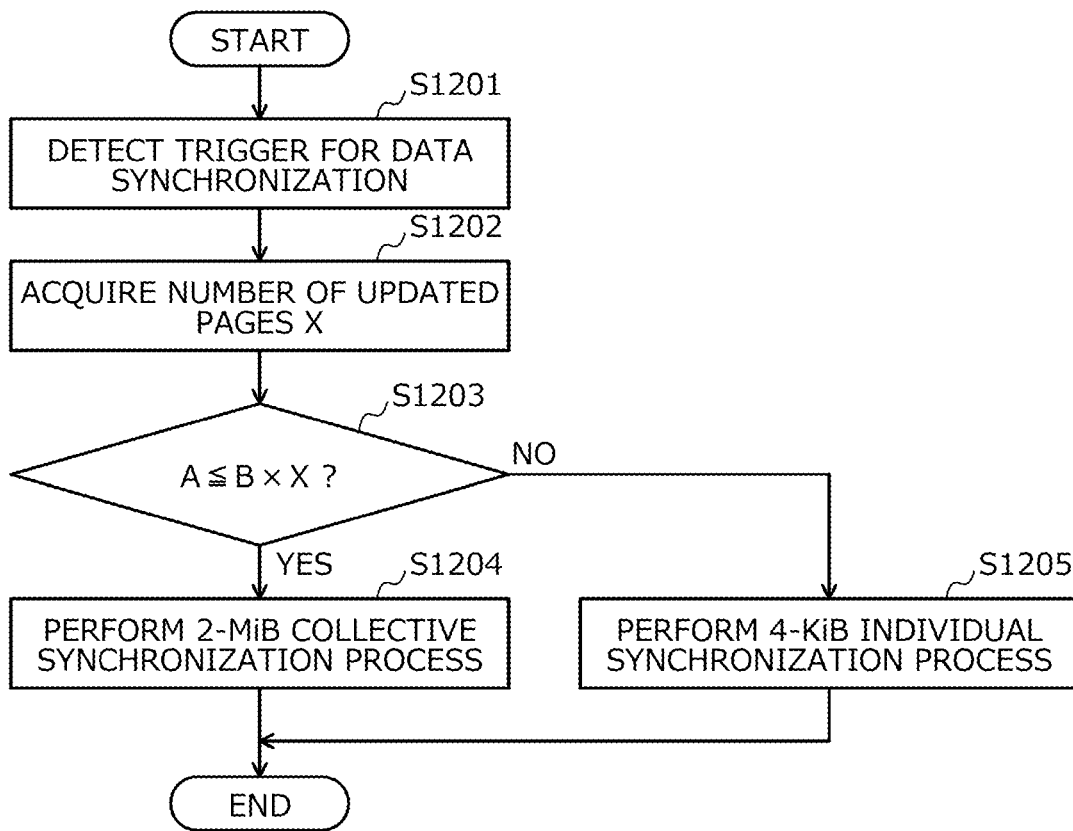 START
S1201
DETECT TRIGGER FOR DATA
SYNCHRONIZATION
S1202
ACQUIRE NUMBER OF UPDATED
PAGES X
S1203
A ≦ B × X ?
NO
YES
S1204
PERFORM 2-MiB COLLECTIVE
SYNCHRONIZATION PROCESS
S1205
PERFORM 4-KiB INDIVIDUAL
SYNCHRONIZATION PROCESS
END